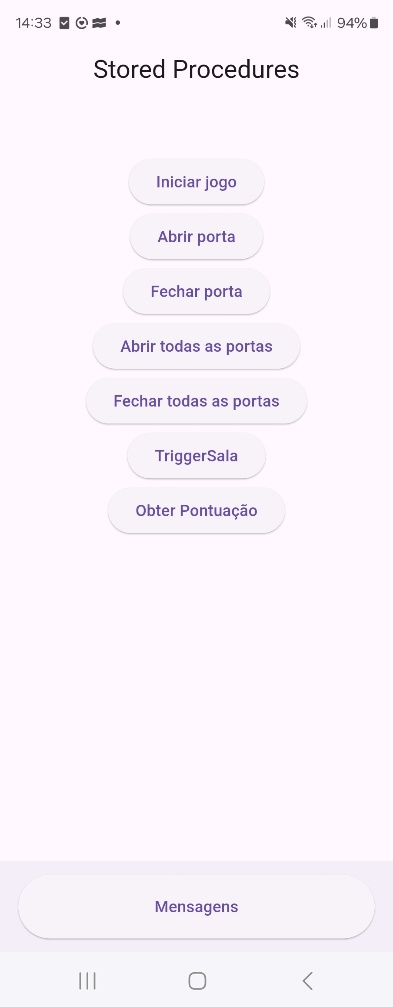 14:33 94%
Stored Procedures
Iniciar jogo
Abrir porta
Fechar porta
Abrir todas as portas
Fechar todas as portas
TriggerSala
Obter Pontuação
Mensagens